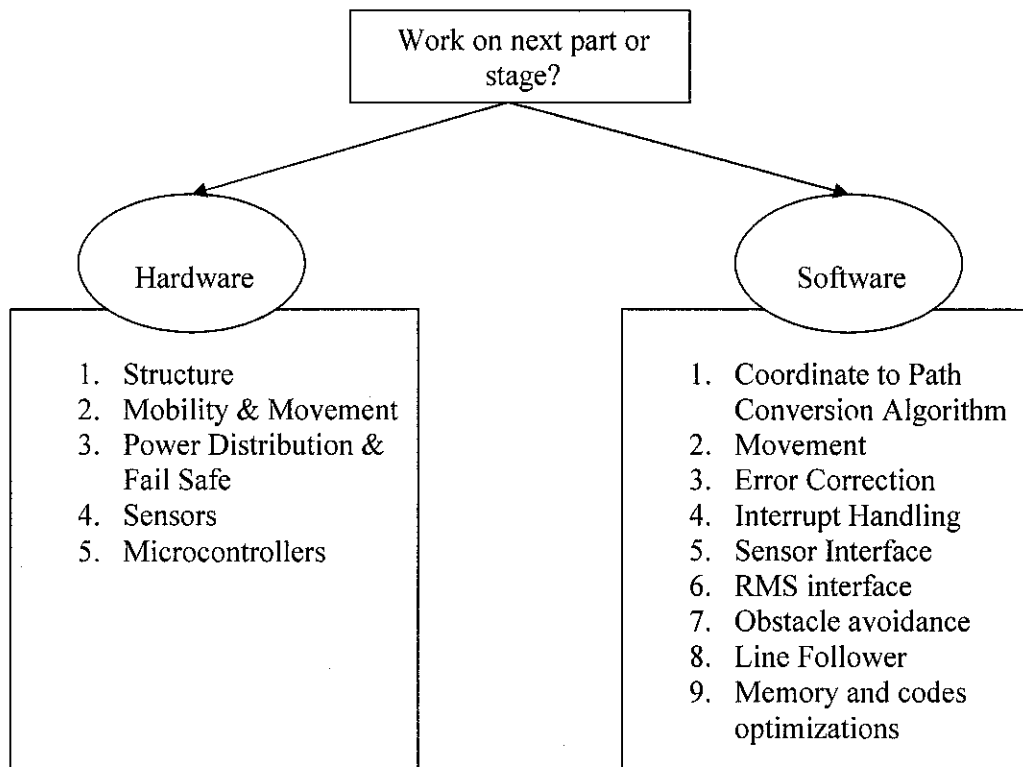 Work on next part or
stage?
Hardware
1. Structure
2. Mobility & Movement
3. Power Distribution &
Fail Safe
4. Sensors
5. Microcontrollers
Software
1. Coordinate to Path
Conversion Algorithm
2. Movement
3. Error Correction
4. Interrupt Handling
5. Sensor Interface
6. RMS interface
7. Obstacle avoidance
8. Line Follower
9. Memory and codes
optimizations